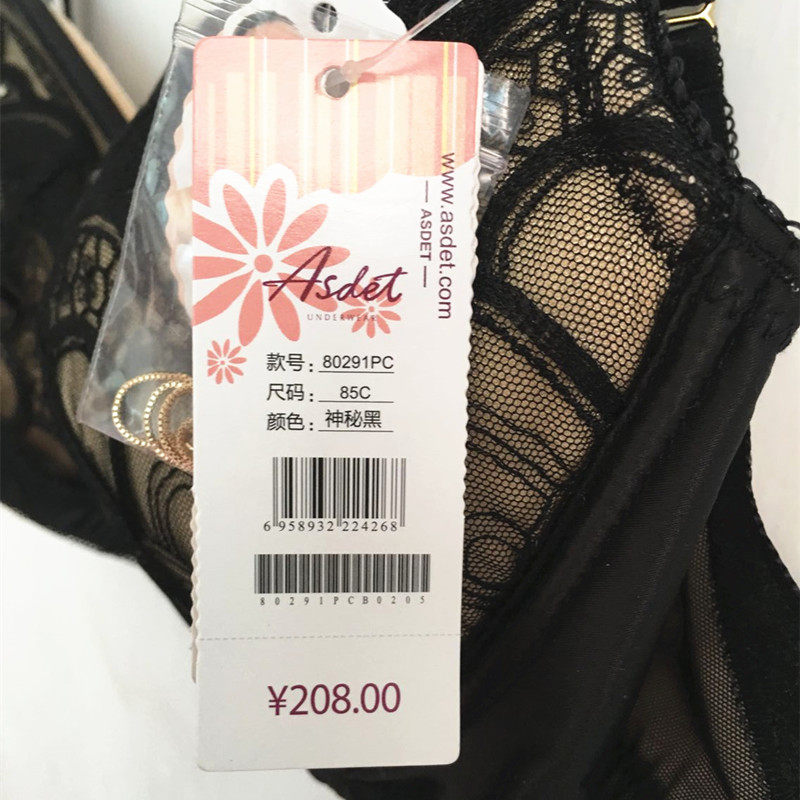 www.asdet.com
— ASDET —
Asdet
UNDERWEAR
款号: 80291PC
尺码: 85C
颜色: 神秘黑
6 958932 224268
80291PCB0205
¥208.00